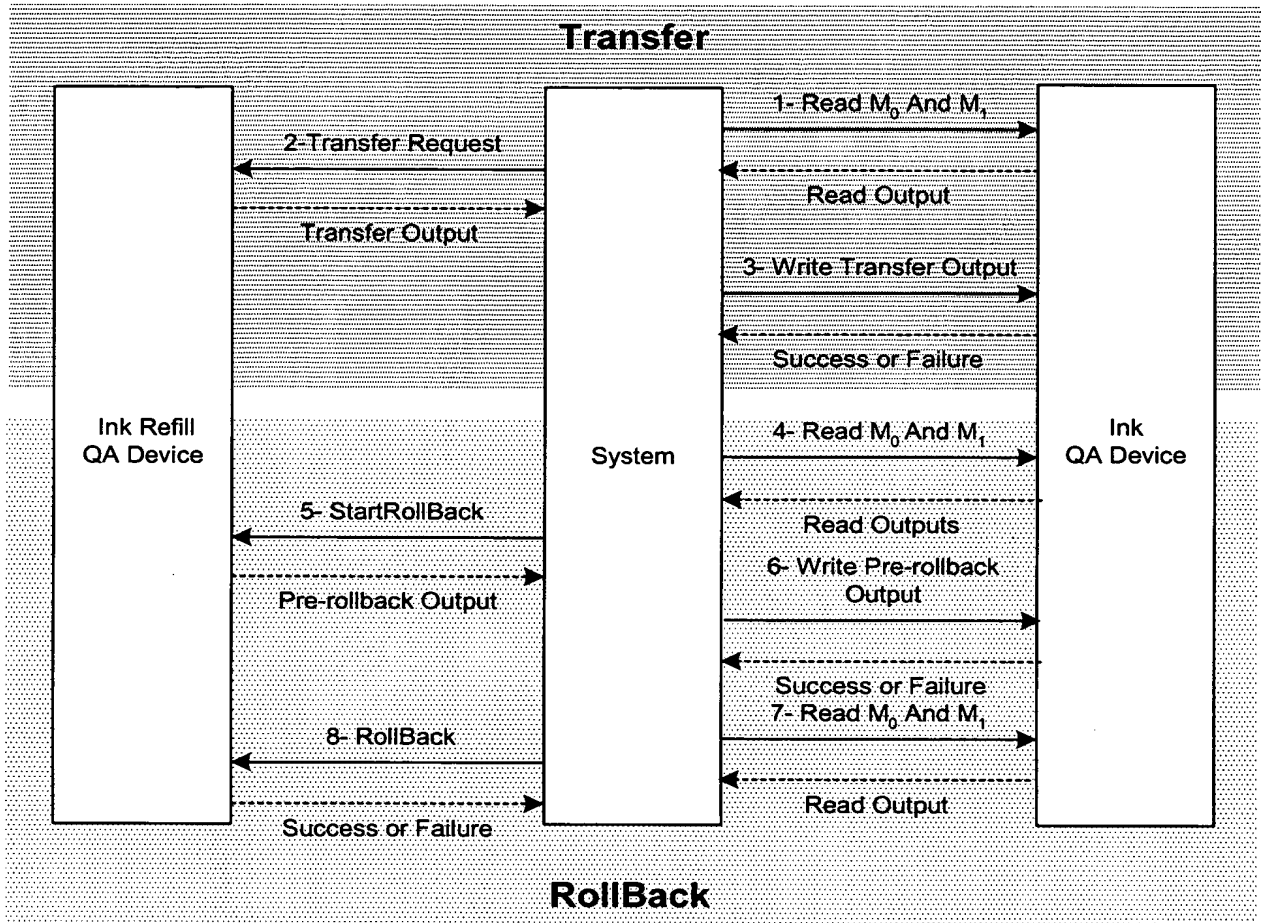 Transfer
1- Read M₀ And M₁
2-Transfer Request
Read Output
Transfer Output
3- Write Transfer Output
Success or Failure
Ink Refill
QA Device
System
Ink
QA Device
4- Read M₀ And M₁
Read Outputs
5- StartRollBack
Pre-rollback Output
6- Write Pre-rollback
Output
Success or Failure
7- Read M₀ And M₁
8- RollBack
Read Output
Success or Failure
RollBack